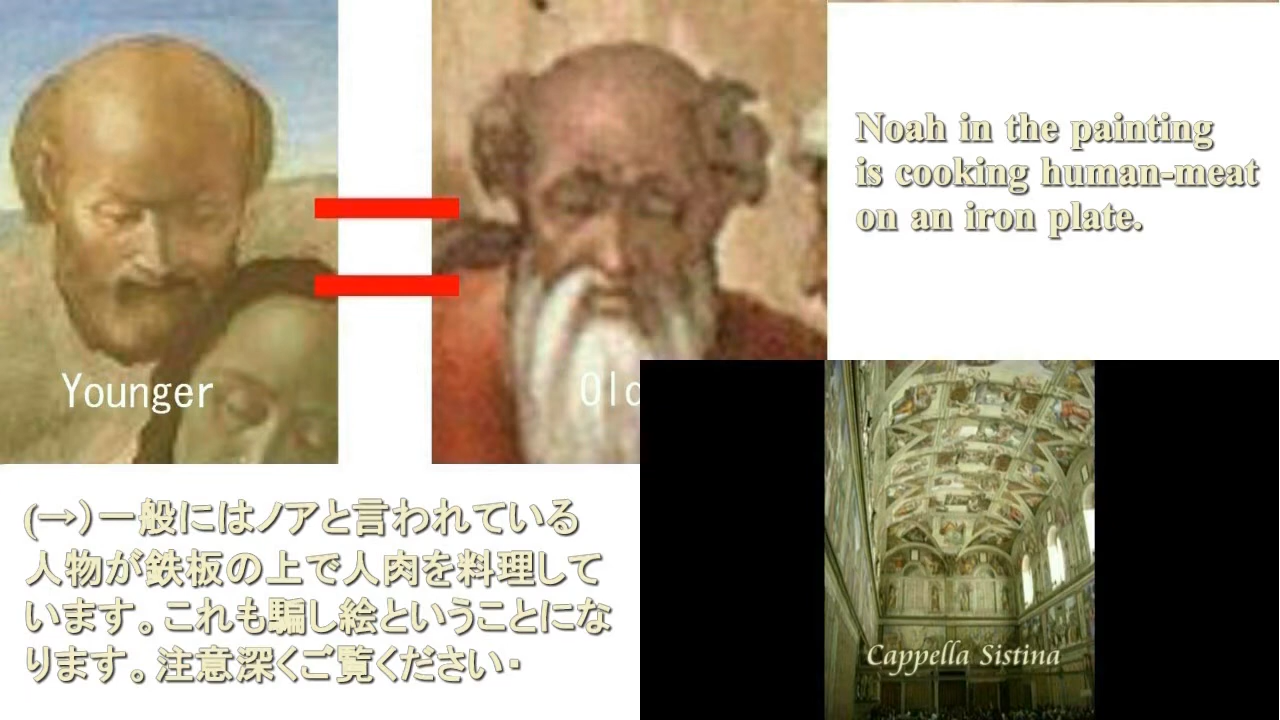 Noah in the painting
is cooking human-meat
on an iron plate.
Younger
(→)一般にはノアと言われている
人物が鉄板の上で人肉を料理して
います。これも騙し絵ということにな
ります。注意深くご覧ください・
Cappella Sistina